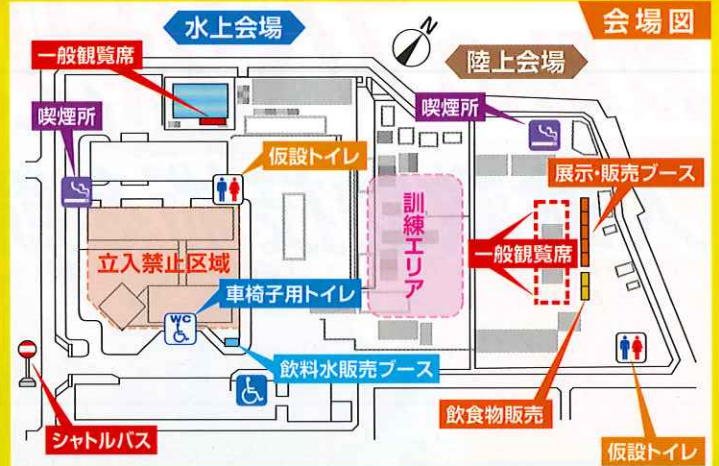 会場図
水上会場
N
陸上会場
一般観覧席
喫煙所
喫煙所
仮設トイレ
展示・販売ブース
訓練エリア
一般観覧席
立入禁止区域
車椅子用トイレ
WC
飲料水販売ブース
飲食物販売
シャトルバス
仮設トイレ